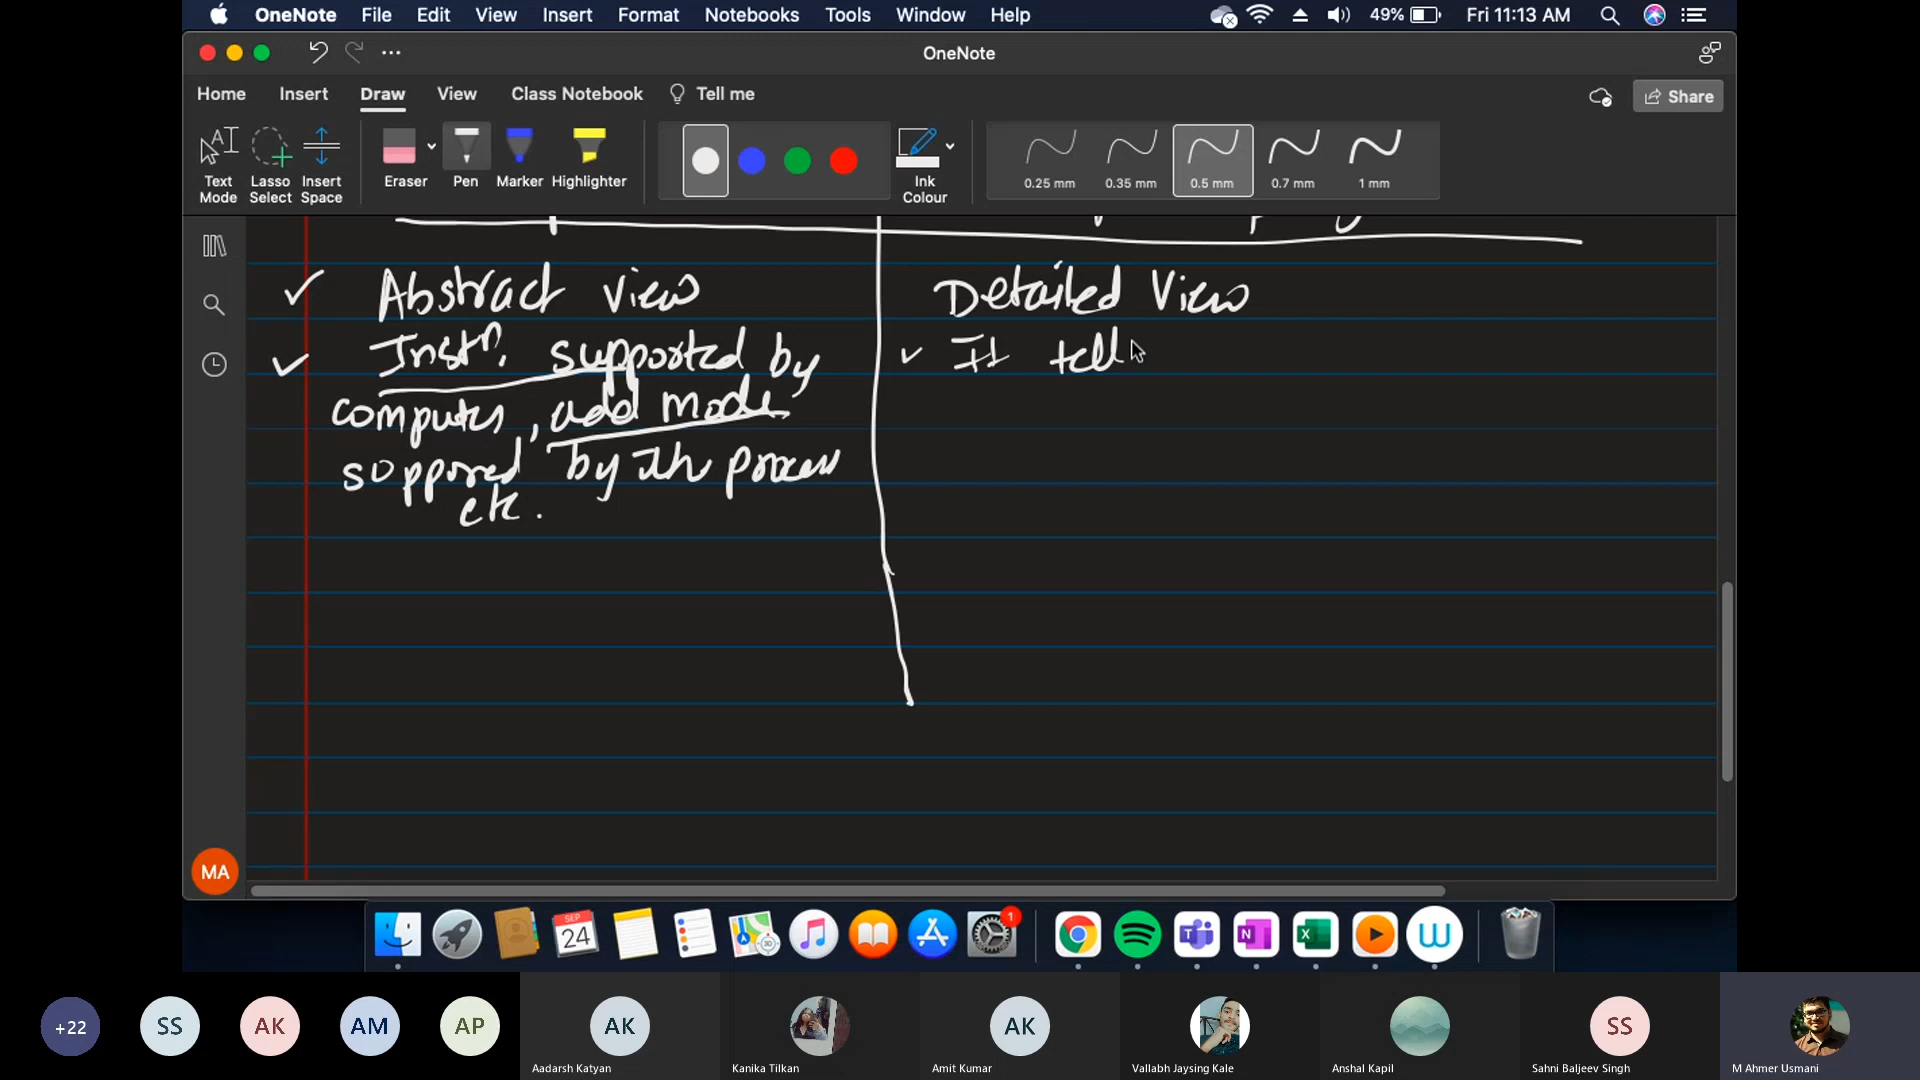 OneNote File Edit View Insert Format Notebooks Tools Window Help 49% Fri 11:13 AM
OneNote
Home Insert Draw View Class Notebook Tell me Share
Text Mode
Lasso Select
Insert Space
Eraser
Pen
Marker
Highlighter
Ink Colour
0.25 mm
0.35 mm
0.5 mm
0.7 mm
1 mm
✓ Abstract View
✓ Instn. supported by
computer, add mode
by the process
etc.
Detailed View
✓ It tell
MA
SEP
24
1
+22
SS
AK
AM
AP
AK
Aadarsh Katyan
Kanika Tilkan
AK
Amit Kumar
Vallabh Jaysing Kale
Anshal Kapil
SS
Sahni Baljeev Singh
M Ahmer Usmani